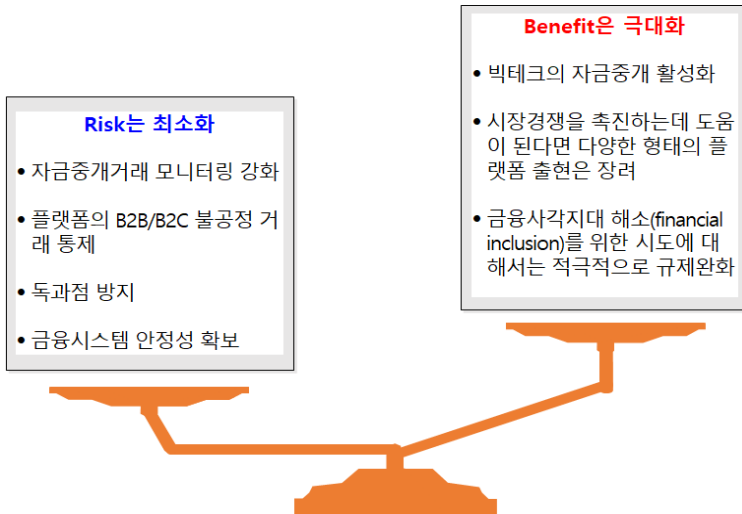 Risk는 최소화
• 자금중개거래 모니터링 강화
• 플랫폼의 B2B/B2C 불공정 거
래 통제
• 독과점 방지
• 금융시스템 안정성 확보
Benefit은 극대화
• 빅테크의 자금중개 활성화
• 시장경쟁을 촉진하는데 도움
이 된다면 다양한 형태의 플
랫폼 출현은 장려
• 금융사각지대 해소(financial
inclusion)를 위한 시도에 대
해서는 적극적으로 규제완화